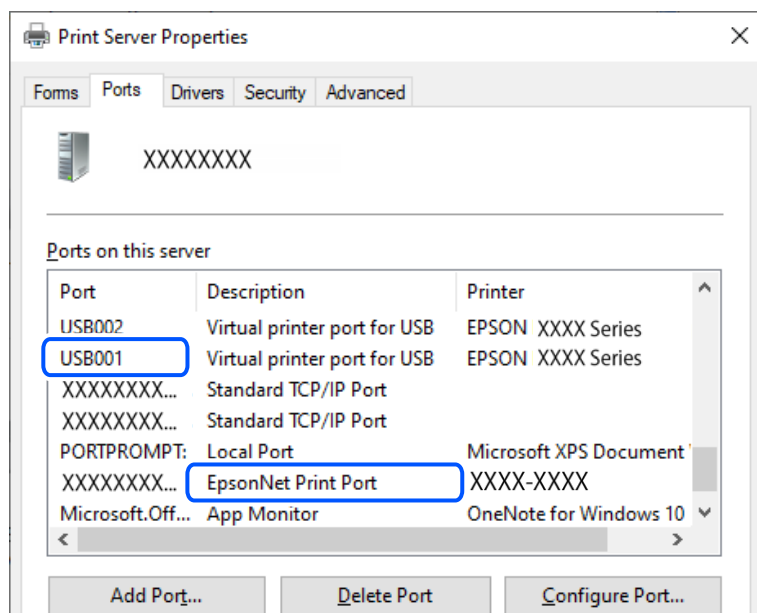 Print Server Properties
Forms Ports Drivers Security Advanced
XXXXXXXX
Ports on this server
Port Description Printer
USB002 Virtual printer port for USB EPSON XXXX Series
USB001 Virtual printer port for USB EPSON XXXX Series
XXXXXXXX... Standard TCP/IP Port
XXXXXXXX... Standard TCP/IP Port
PORTPROMPT: Local Port Microsoft XPS Document
XXXXXXXX... EpsonNet Print Port XXXX-XXXX
Microsoft.Off... App Monitor OneNote for Windows 10
Add Port... Delete Port Configure Port...